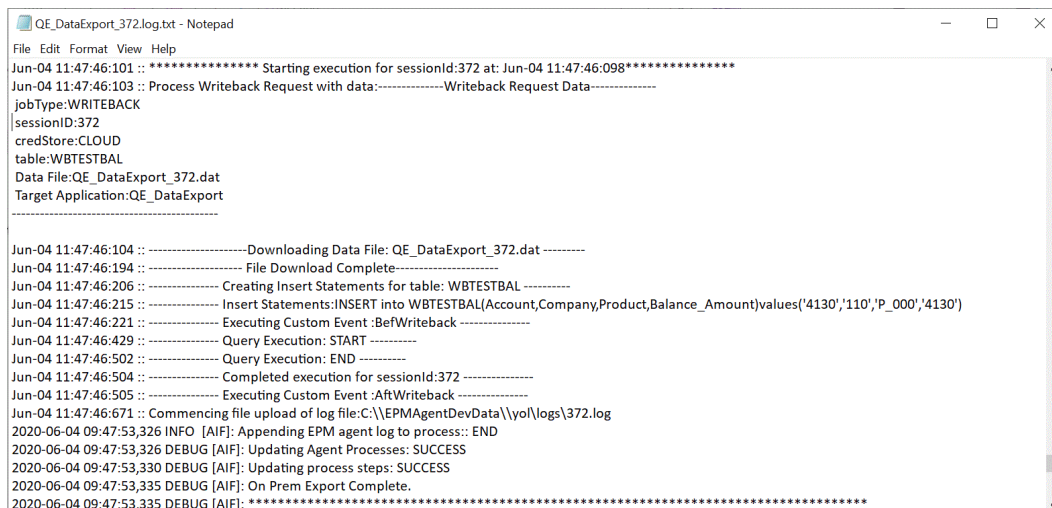 QE_DataExport_372.log.txt - Notepad
File Edit Format View Help
Jun-04 11:47:46:101 :: *************** Starting execution for sessionId:372 at: Jun-04 11:47:46:098***************
Jun-04 11:47:46:103 :: Process Writeback Request with data:--------------Writeback Request Data--------------
jobType:WRITEBACK
sessionID:372
credStore:CLOUD
table:WBTESTBAL
Data File:QE_DataExport_372.dat
Target Application:QE_DataExport
--------------------------------------------
Jun-04 11:47:46:104 :: ---------------------Downloading Data File: QE_DataExport_372.dat ---------
Jun-04 11:47:46:194 :: -------------------- File Download Complete----------------------
Jun-04 11:47:46:206 :: --------------- Creating Insert Statements for table: WBTESTBAL ----------
Jun-04 11:47:46:215 :: --------------- Insert Statements:INSERT into WBTESTBAL(Account,Company,Product,Balance_Amount)values('4130','110','P_000','4130')
Jun-04 11:47:46:221 :: --------------- Executing Custom Event :BefWriteback ---------------
Jun-04 11:47:46:429 :: --------------- Query Execution: START ----------
Jun-04 11:47:46:502 :: --------------- Query Execution: END ----------
Jun-04 11:47:46:504 :: --------------- Completed execution for sessionId:372 ---------------
Jun-04 11:47:46:505 :: --------------- Executing Custom Event :AftWriteback ---------------
Jun-04 11:47:46:671 :: Commencing file upload of log file:C:\\EPMAgentDevData\\yol\logs\372.log
2020-06-04 09:47:53,326 INFO  [AIF]: Appending EPM agent log to process:: END
2020-06-04 09:47:53,326 DEBUG [AIF]: Updating Agent Processes: SUCCESS
2020-06-04 09:47:53,330 DEBUG [AIF]: Updating process steps: SUCCESS
2020-06-04 09:47:53,335 DEBUG [AIF]: On Prem Export Complete.
2020-06-04 09:47:53,335 DEBUG [AIF]: *************************************************************************************